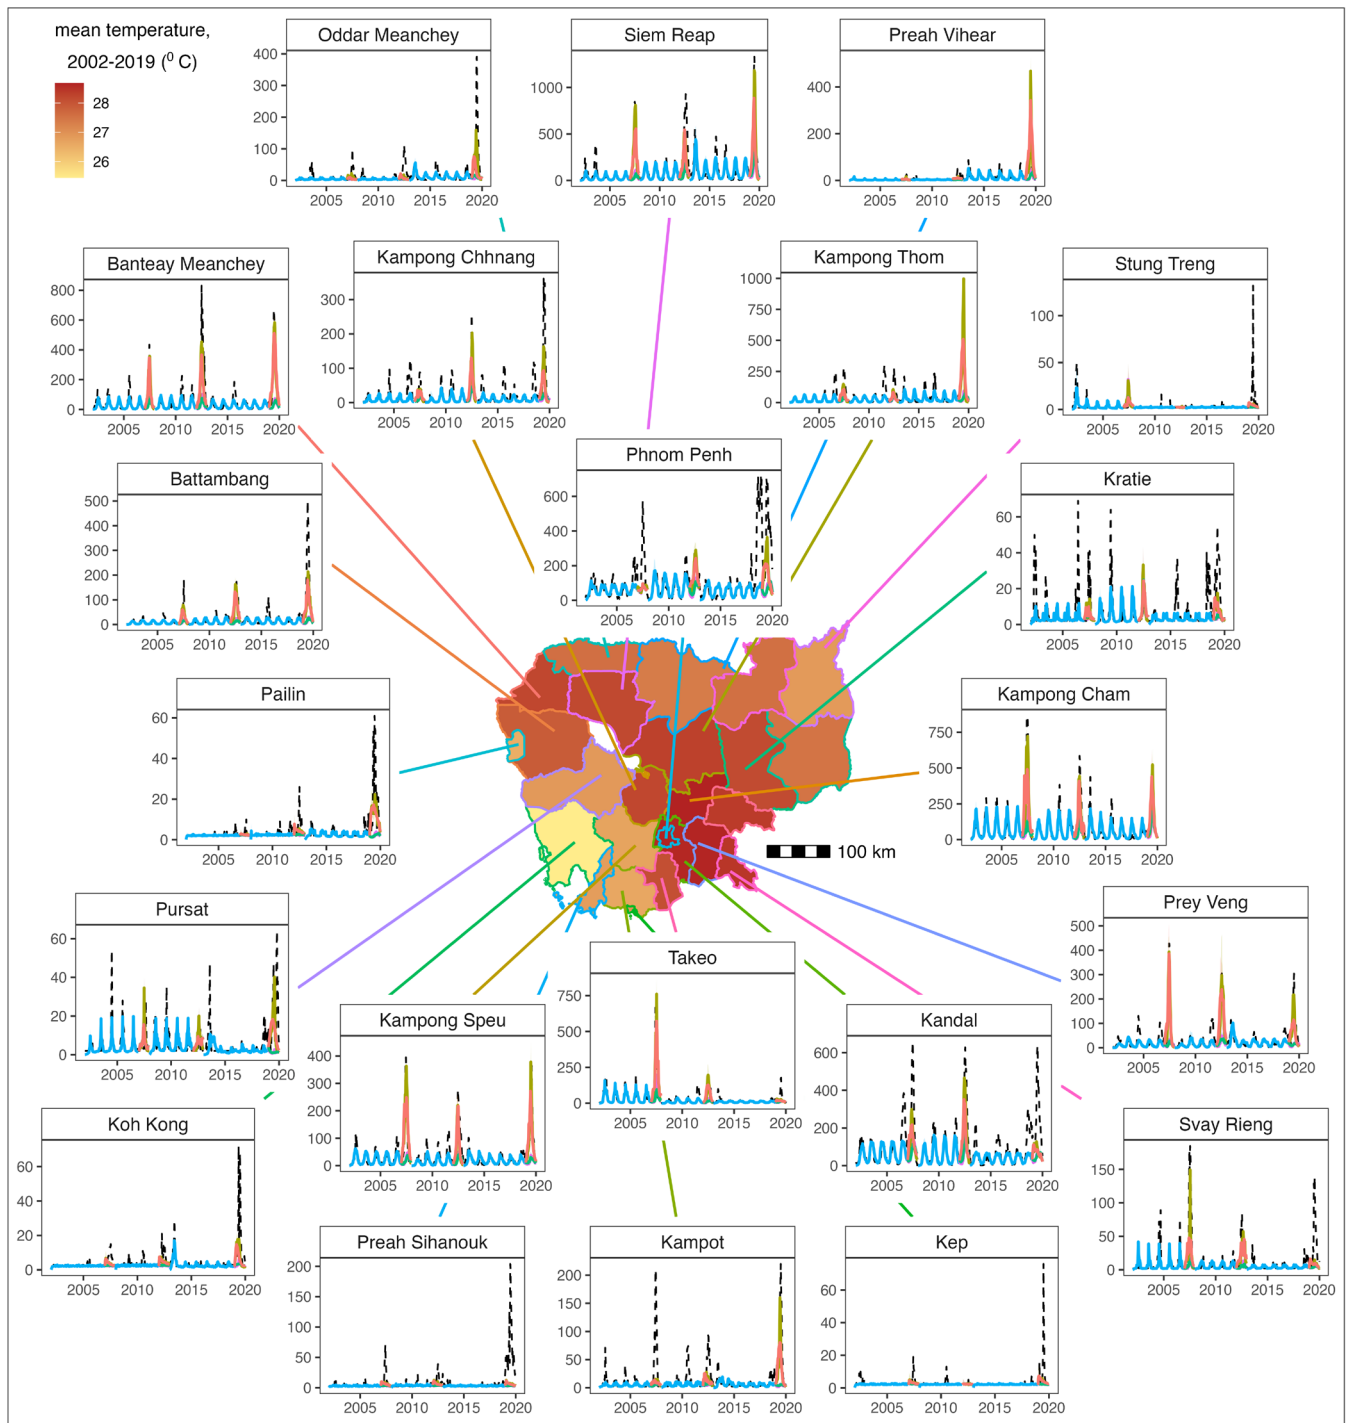 mean temperature,
2002-2019 (⁰ C)
28
27
26
Oddar Meanchey
400
300
200
100
0
2005 2010 2015 2020
Siem Reap
1000
500
0
2005 2010 2015 2020
Preah Vihear
400
200
0
2005 2010 2015 2020
Banteay Meanchey
800
600
400
200
0
2005 2010 2015 2020
Kampong Chhnang
300
200
100
0
2005 2010 2015 2020
Kampong Thom
1000
750
500
250
0
2005 2010 2015 2020
Stung Treng
100
50
0
2005 2010 2015 2020
Battambang
500
400
300
200
100
0
2005 2010 2015 2020
Phnom Penh
600
400
200
0
2005 2010 2015 2020
Kratie
60
40
20
0
2005 2010 2015 2020
Pailin
60
40
20
0
2005 2010 2015 2020
Kampong Cham
750
500
250
0
2005 2010 2015 2020
100 km
Pursat
60
40
20
0
2005 2010 2015 2020
Prey Veng
500
400
300
200
100
0
2005 2010 2015 2020
Kampong Speu
400
300
200
100
0
2005 2010 2015 2020
Takeo
750
500
250
0
2005 2010 2015 2020
Kandal
600
400
200
0
2005 2010 2015 2020
Koh Kong
60
40
20
0
2005 2010 2015 2020
Svay Rieng
150
100
50
0
2005 2010 2015 2020
Preah Sihanouk
200
150
100
50
0
2005 2010 2015 2020
Kampot
200
150
100
50
0
2005 2010 2015 2020
Kep
60
40
20
0
2005 2010 2015 2020